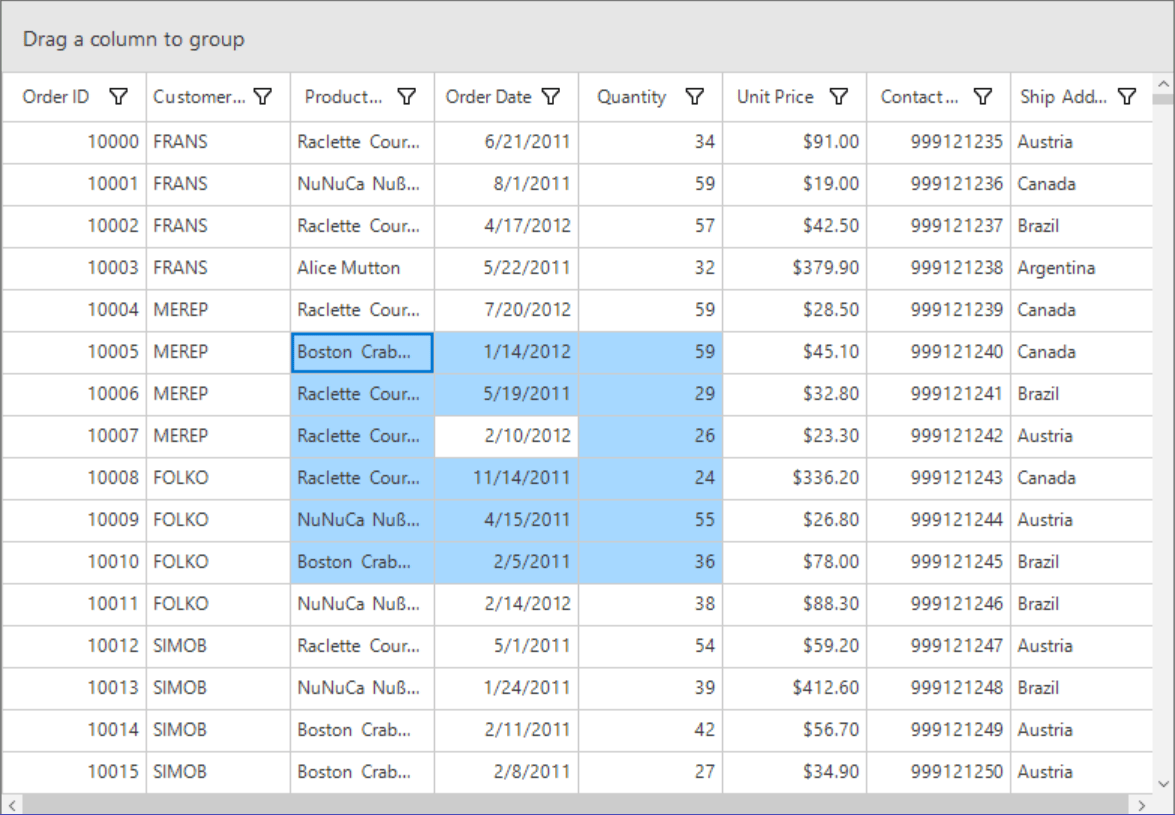 Drag a column to group
Order ID Customer... Product... Order Date Quantity Unit Price Contact... Ship Add...
10000 FRANS Raclette Cour... 6/21/2011 34 $91.00 999121235 Austria
10001 FRANS NuNuCa Nuß... 8/1/2011 59 $19.00 999121236 Canada
10002 FRANS Raclette Cour... 4/17/2012 57 $42.50 999121237 Brazil
10003 FRANS Alice Mutton 5/22/2011 32 $379.90 999121238 Argentina
10004 MEREP Raclette Cour... 7/20/2012 59 $28.50 999121239 Canada
10005 MEREP Boston Crab... 1/14/2012 59 $45.10 999121240 Canada
10006 MEREP Raclette Cour... 5/19/2011 29 $32.80 999121241 Brazil
10007 MEREP Raclette Cour... 2/10/2012 26 $23.30 999121242 Austria
10008 FOLKO Raclette Cour... 11/14/2011 24 $336.20 999121243 Canada
10009 FOLKO NuNuCa Nuß... 4/15/2011 55 $26.80 999121244 Austria
10010 FOLKO Boston Crab... 2/5/2011 36 $78.00 999121245 Brazil
10011 FOLKO NuNuCa Nuß... 2/14/2012 38 $88.30 999121246 Brazil
10012 SIMOB Raclette Cour... 5/1/2011 54 $59.20 999121247 Austria
10013 SIMOB NuNuCa Nuß... 1/24/2011 39 $412.60 999121248 Brazil
10014 SIMOB Boston Crab... 2/11/2011 42 $56.70 999121249 Austria
10015 SIMOB Boston Crab... 2/8/2011 27 $34.90 999121250 Austria